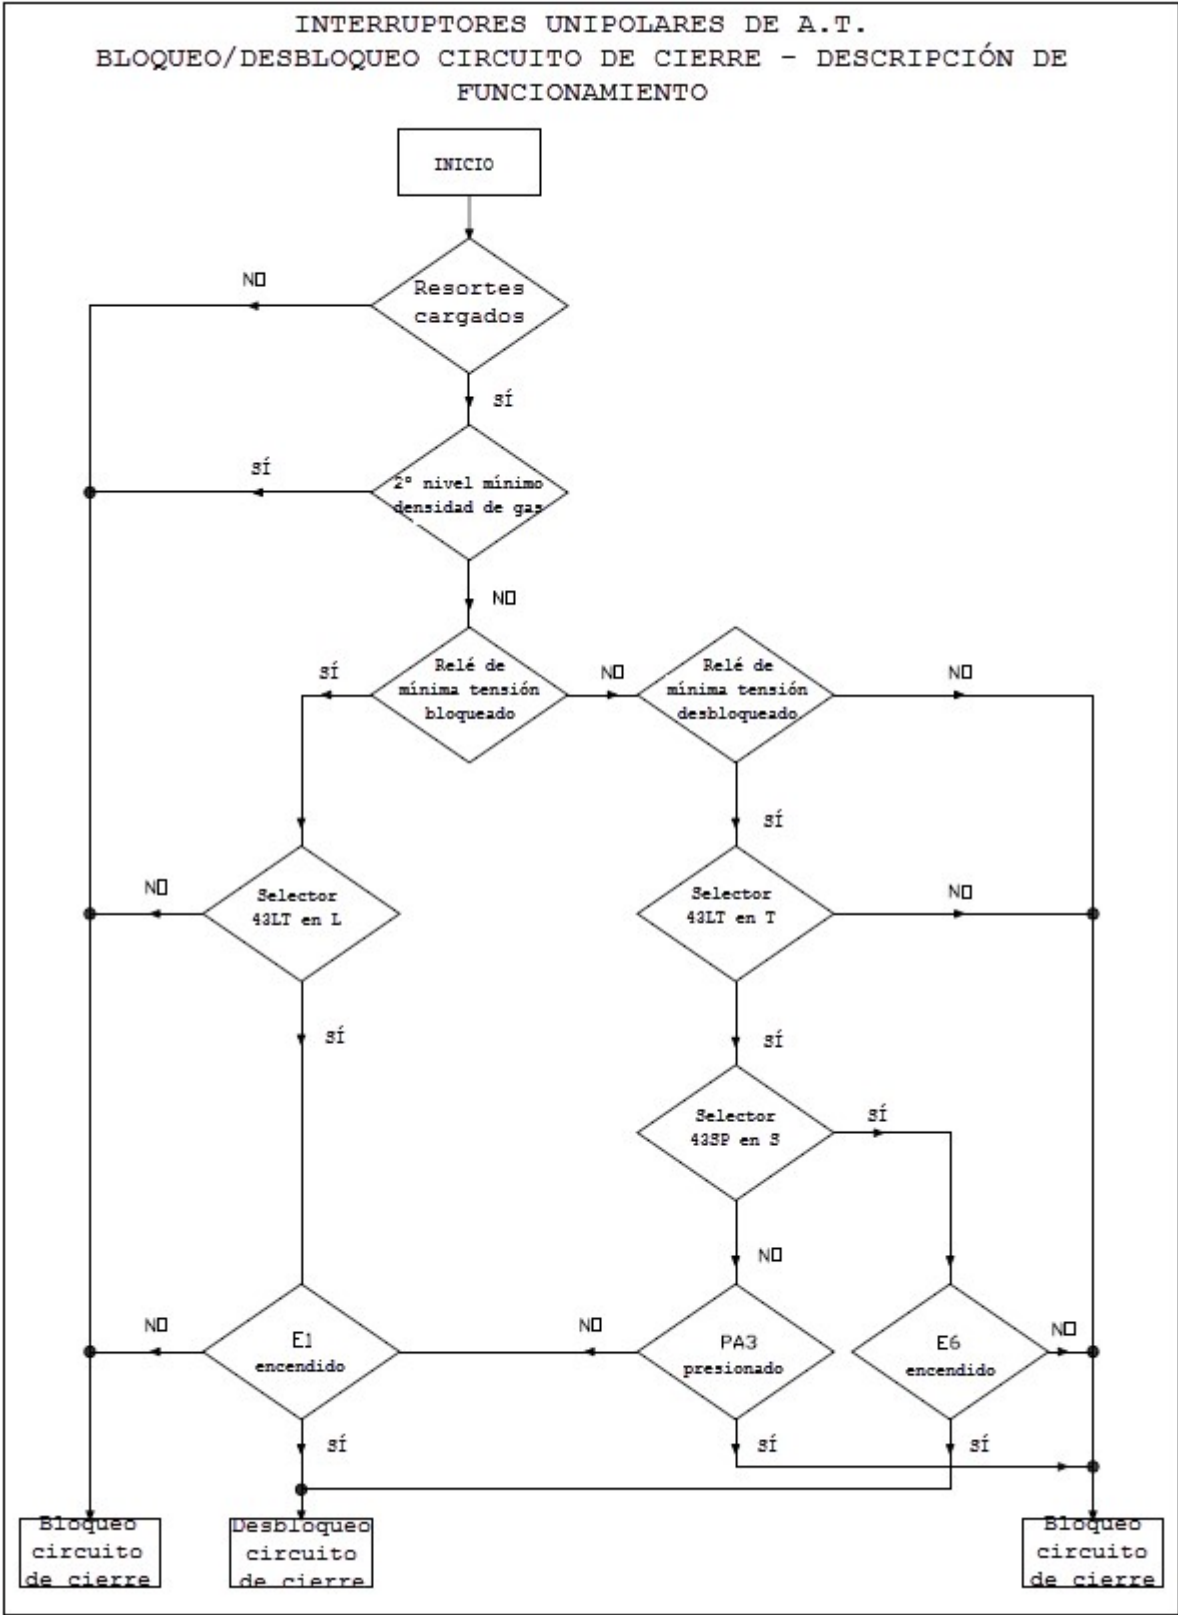 INTERRUPTORES UNIPOLARES DE A.T.
BLOQUEO/DESBLOQUEO CIRCUITO DE CIERRE - DESCRIPCIÓN DE
FUNCIONAMIENTO
INICIO
NO
Resortes
cargados
SÍ
SÍ
2º nivel mínimo
densidad de gas
NO
SÍ
Relé de
mínima tensión
bloqueado
NO
Relé de
mínima tensión
desbloqueado
NO
SÍ
NO
Selector
43LT en L
Selector
43LT en T
NO
SÍ
SÍ
Selector
43SP en S
SÍ
NO
NO
E1
encendido
NO
PA3
presionado
E6
encendido
NO
SÍ
SÍ
SÍ
Bloqueo
circuito
de cierre
Desbloqueo
circuito
de cierre
Bloqueo
circuito
de cierre